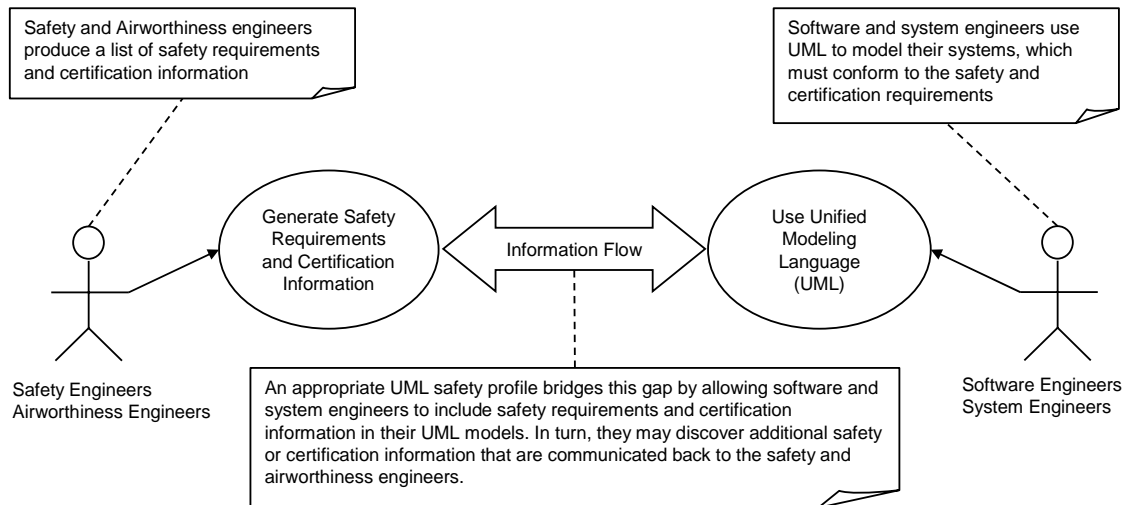 Safety and Airworthiness engineers
produce a list of safety requirements
and certification information
Software and system engineers use
UML to model their systems, which
must conform to the safety and
certification requirements
Generate Safety
Requirements
and Certification
Information
Information Flow
Use Unified
Modeling
Language
(UML)
Safety Engineers
Airworthiness Engineers
An appropriate UML safety profile bridges this gap by allowing software and
system engineers to include safety requirements and certification
information in their UML models. In turn, they may discover additional safety
or certification information that are communicated back to the safety and
airworthiness engineers.
Software Engineers
System Engineers